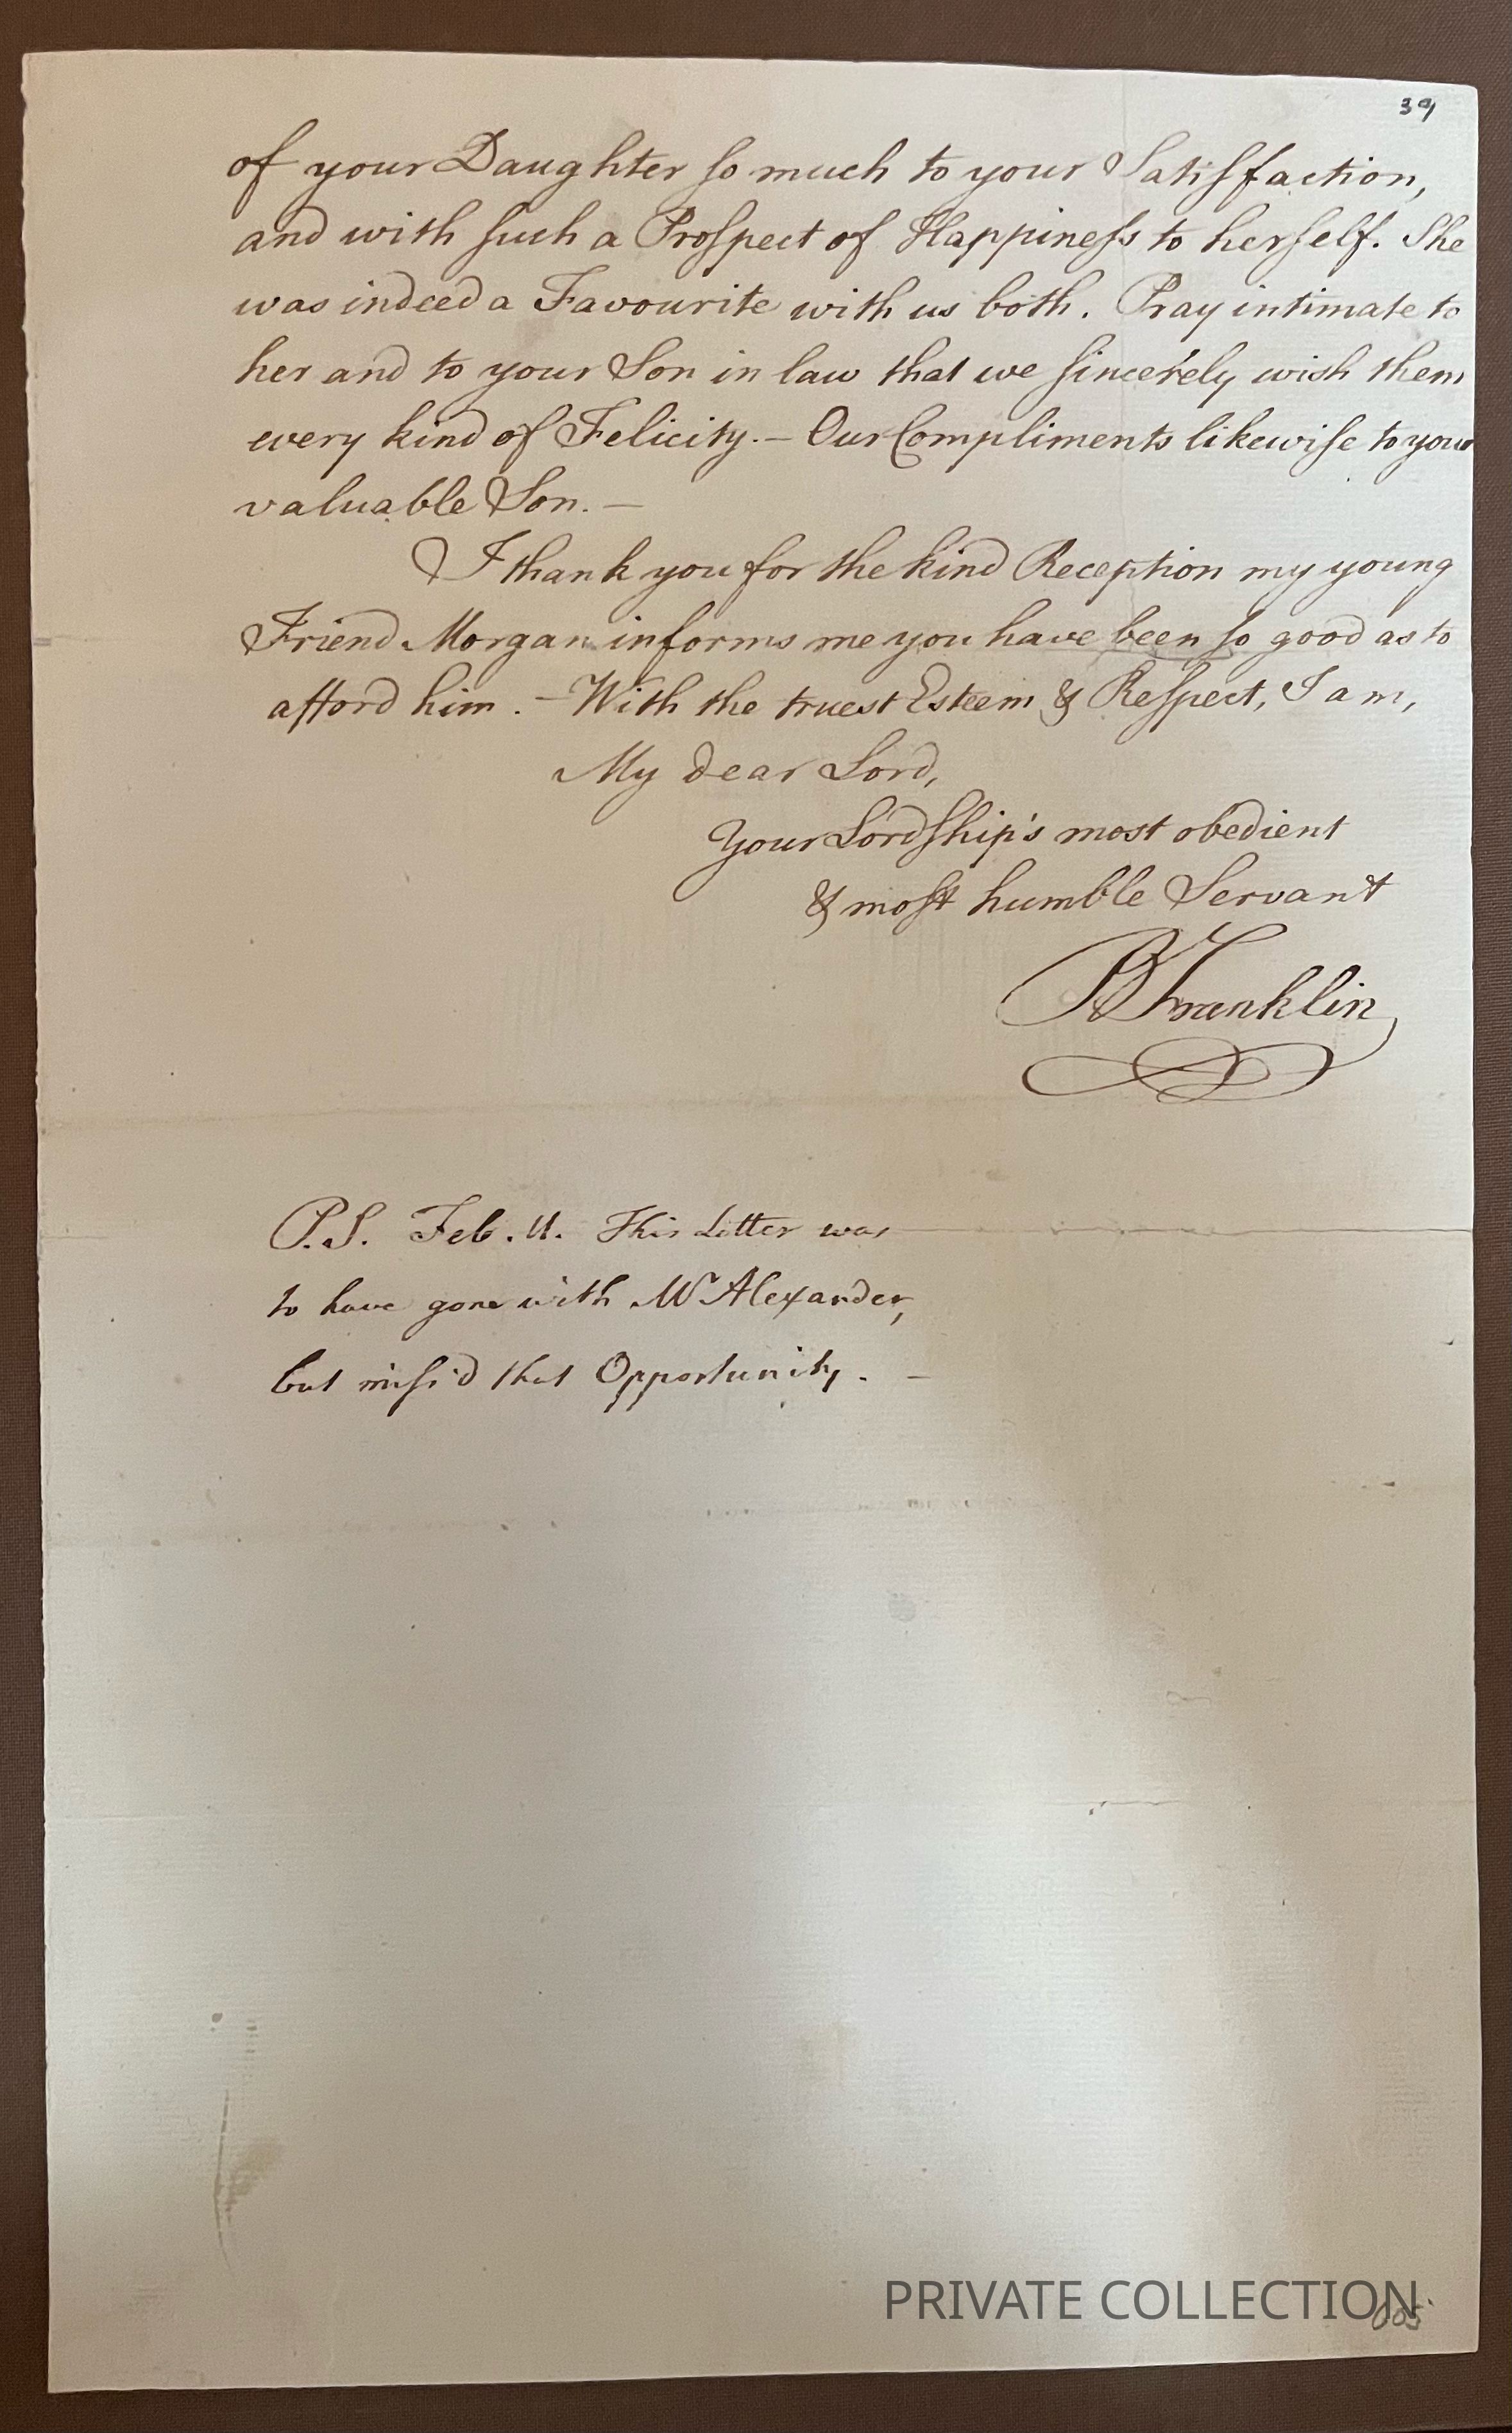 39
of your Daughter so much to your Satisfaction,
and with such a Prospect of Happiness to herself. She
was indeed a Favourite with us both. Pray intimate to
her and to your Son in law that we sincerely wish them
every kind of Felicity. — Our Compliments likewise to your
valuable Son. —
I thank you for the kind Reception my young
Friend Morgan informs me you have been so good as to
afford him. — With the truest Esteem & Respect, I am,
My dear Lord,
Your Lordship's most obedient
& most humble Servant
B Franklin
P.S. Feb. 11. This Letter was
to have gone with Mr Alexander,
but miss'd that Opportunity. —
PRIVATE COLLECTION
605